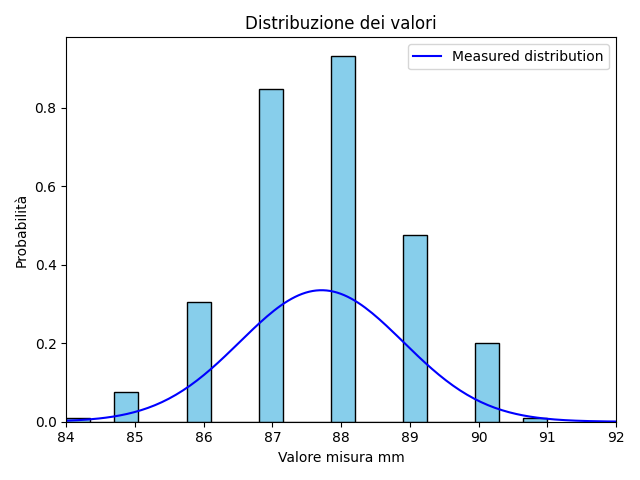 Distribuzione dei valori
Measured distribution
Probabilità
0.8
0.6
0.4
0.2
0.0
84 85 86 87 88 89 90 91 92
Valore misura mm